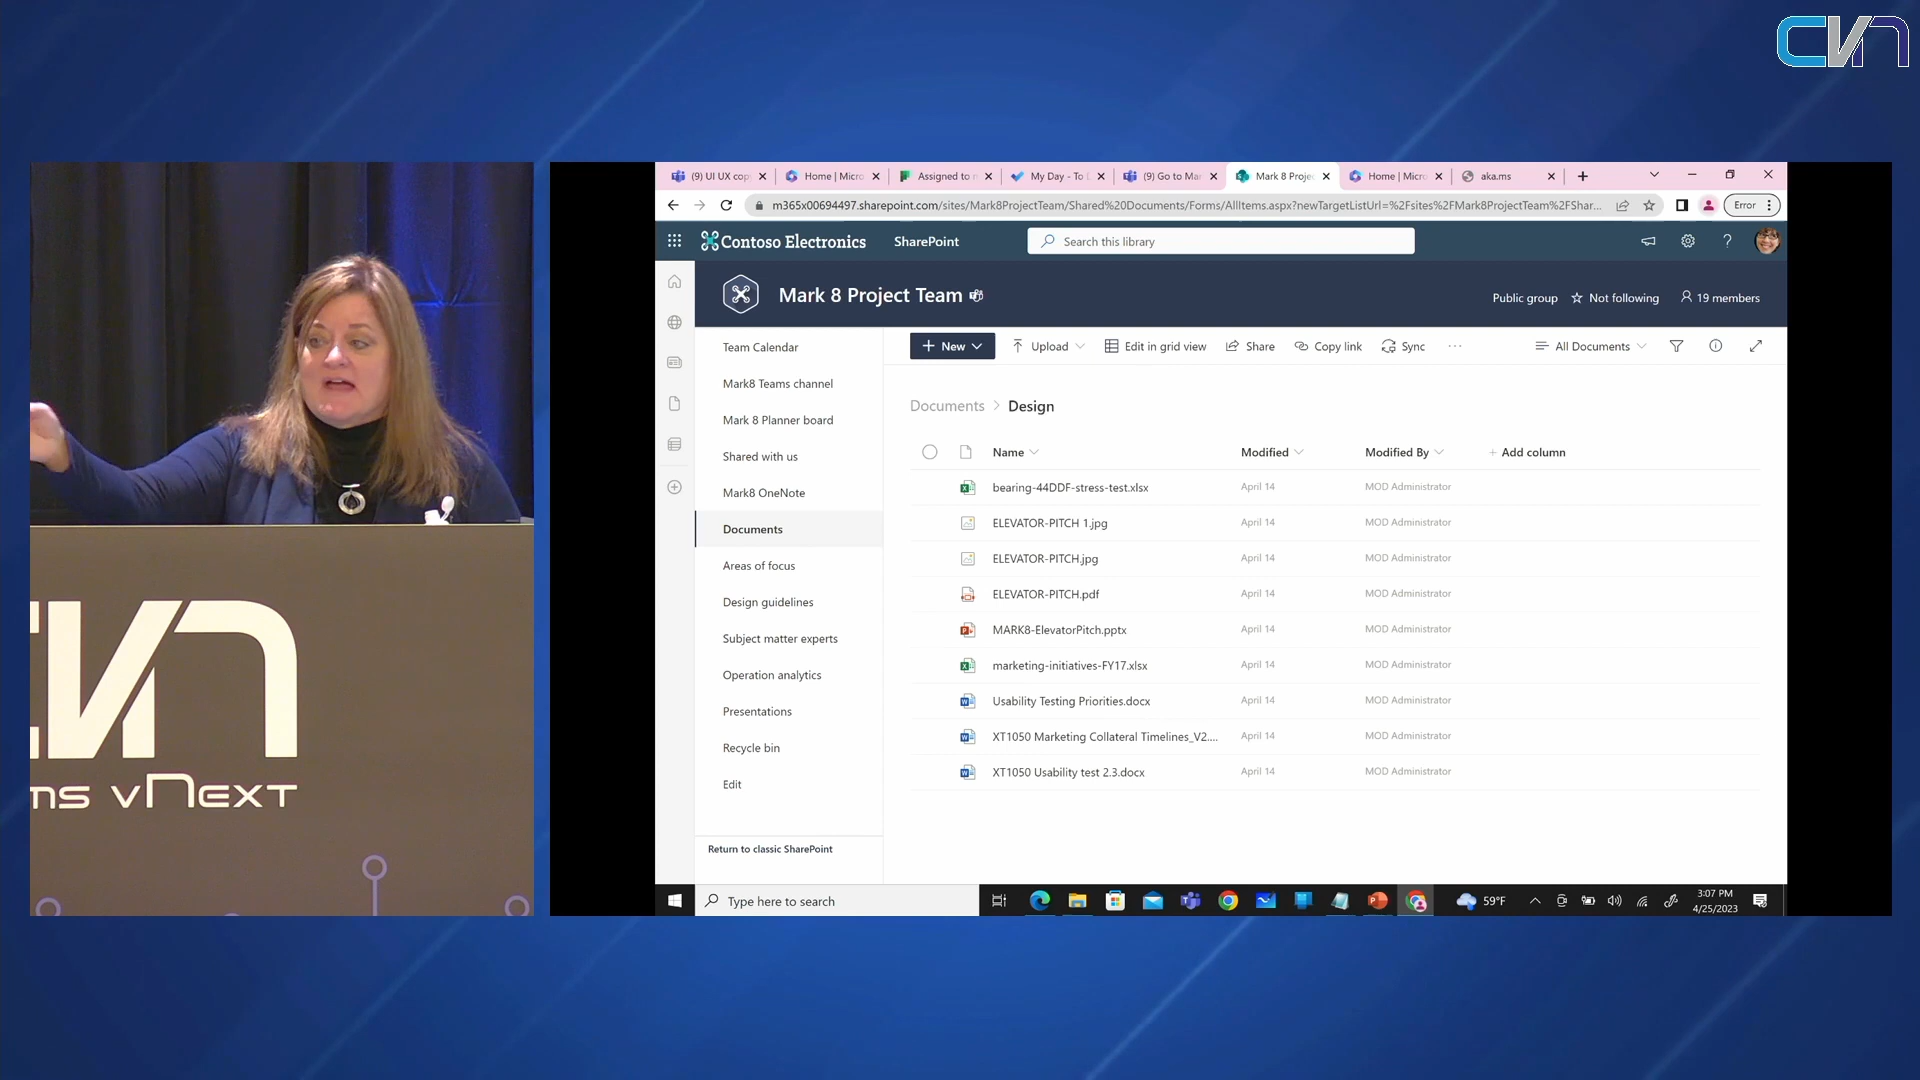 CVN
(9) UI UX cop
Home | Micro
Assigned to m
My Day - To D
(9) Go to Mar
Mark 8 Proje
Home | Micro
aka.ms
m365x00694497.sharepoint.com/sites/Mark8ProjectTeam/Shared%20Documents/Forms/AllItems.aspx?newTargetListUrl=%2Fsites%2FMark8ProjectTeam%2FShar...
Error
Contoso Electronics
SharePoint
Search this library
?
Mark 8 Project Team
Public group
Not following
19 members
Team Calendar
Mark8 Teams channel
Mark 8 Planner board
Shared with us
Mark8 OneNote
Documents
Areas of focus
Design guidelines
Subject matter experts
Operation analytics
Presentations
Recycle bin
Edit
Return to classic SharePoint
+ New
Upload
Edit in grid view
Share
Copy link
Sync
...
All Documents
Documents > Design
Name
Modified
Modified By
+ Add column
bearing-44DDF-stress-test.xlsx April 14 MOD Administrator
ELEVATOR-PITCH 1.jpg April 14 MOD Administrator
ELEVATOR-PITCH.jpg April 14 MOD Administrator
ELEVATOR-PITCH.pdf April 14 MOD Administrator
MARK8-ElevatorPitch.pptx April 14 MOD Administrator
marketing-initiatives-FY17.xlsx April 14 MOD Administrator
Usability Testing Priorities.docx April 14 MOD Administrator
XT1050 Marketing Collateral Timelines_V2.... April 14 MOD Administrator
XT1050 Usability test 2.3.docx April 14 MOD Administrator
Type here to search
59°F
3:07 PM
4/25/2023
CVN
ms vNext